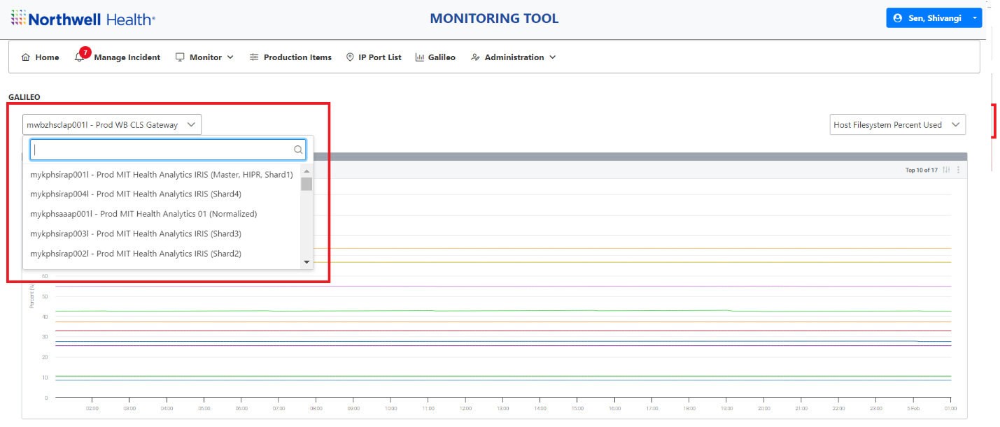 Northwell Health®
MONITORING TOOL
Sen, Shivangi
Home
7
Manage Incident
Monitor
Production Items
IP Port List
Galileo
Administration
GALILEO
mwbzhsclap001l - Prod WB CLS Gateway
Host Filesystem Percent Used
mykphsirap001l - Prod MIT Health Analytics IRIS (Master, HIPR, Shard1)
mykphsirap004l - Prod MIT Health Analytics IRIS (Shard4)
mykphsaaap001l - Prod MIT Health Analytics 01 (Normalized)
mykphsirap003l - Prod MIT Health Analytics IRIS (Shard3)
mykphsirap002l - Prod MIT Health Analytics IRIS (Shard2)
Top 10 of 17
Percent (%)
60
50
40
30
20
10
0
02:00 03:00 04:00 05:00 06:00 07:00 08:00 09:00 10:00 11:00 12:00 13:00 14:00 15:00 16:00 17:00 18:00 19:00 20:00 21:00 22:00 23:00 5 Feb 01:00